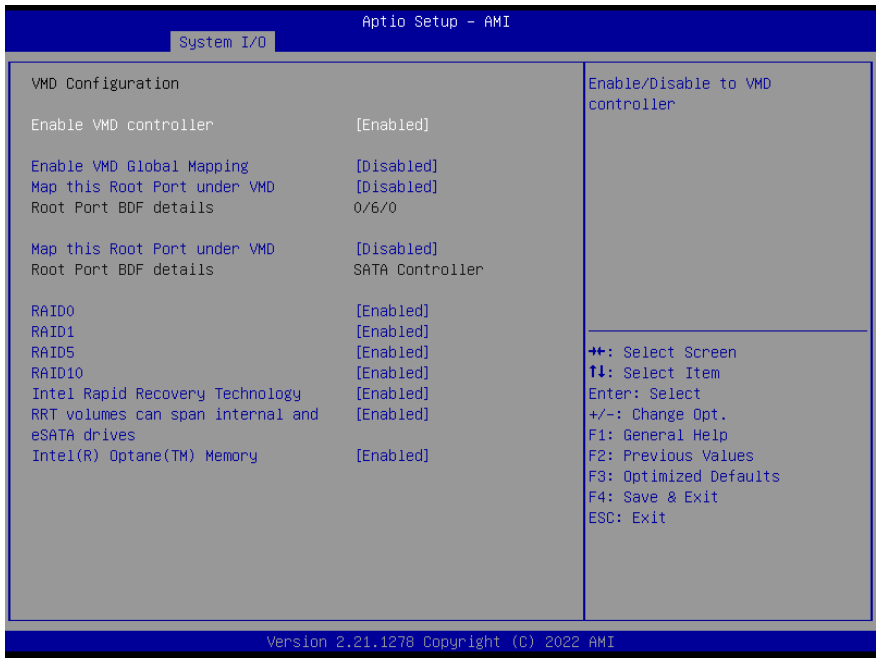 Aptio Setup – AMI
System I/O
VMD Configuration
Enable VMD controller [Enabled]
Enable VMD Global Mapping [Disabled]
Map this Root Port under VMD [Disabled]
Root Port BDF details 0/6/0
Map this Root Port under VMD [Disabled]
Root Port BDF details SATA Controller
RAID0 [Enabled]
RAID1 [Enabled]
RAID5 [Enabled]
RAID10 [Enabled]
Intel Rapid Recovery Technology [Enabled]
RRT volumes can span internal and [Enabled]
eSATA drives
Intel(R) Optane(TM) Memory [Enabled]
Enable/Disable to VMD
controller
→←: Select Screen
↑↓: Select Item
Enter: Select
+/-: Change Opt.
F1: General Help
F2: Previous Values
F3: Optimized Defaults
F4: Save & Exit
ESC: Exit
Version 2.21.1278 Copyright (C) 2022 AMI